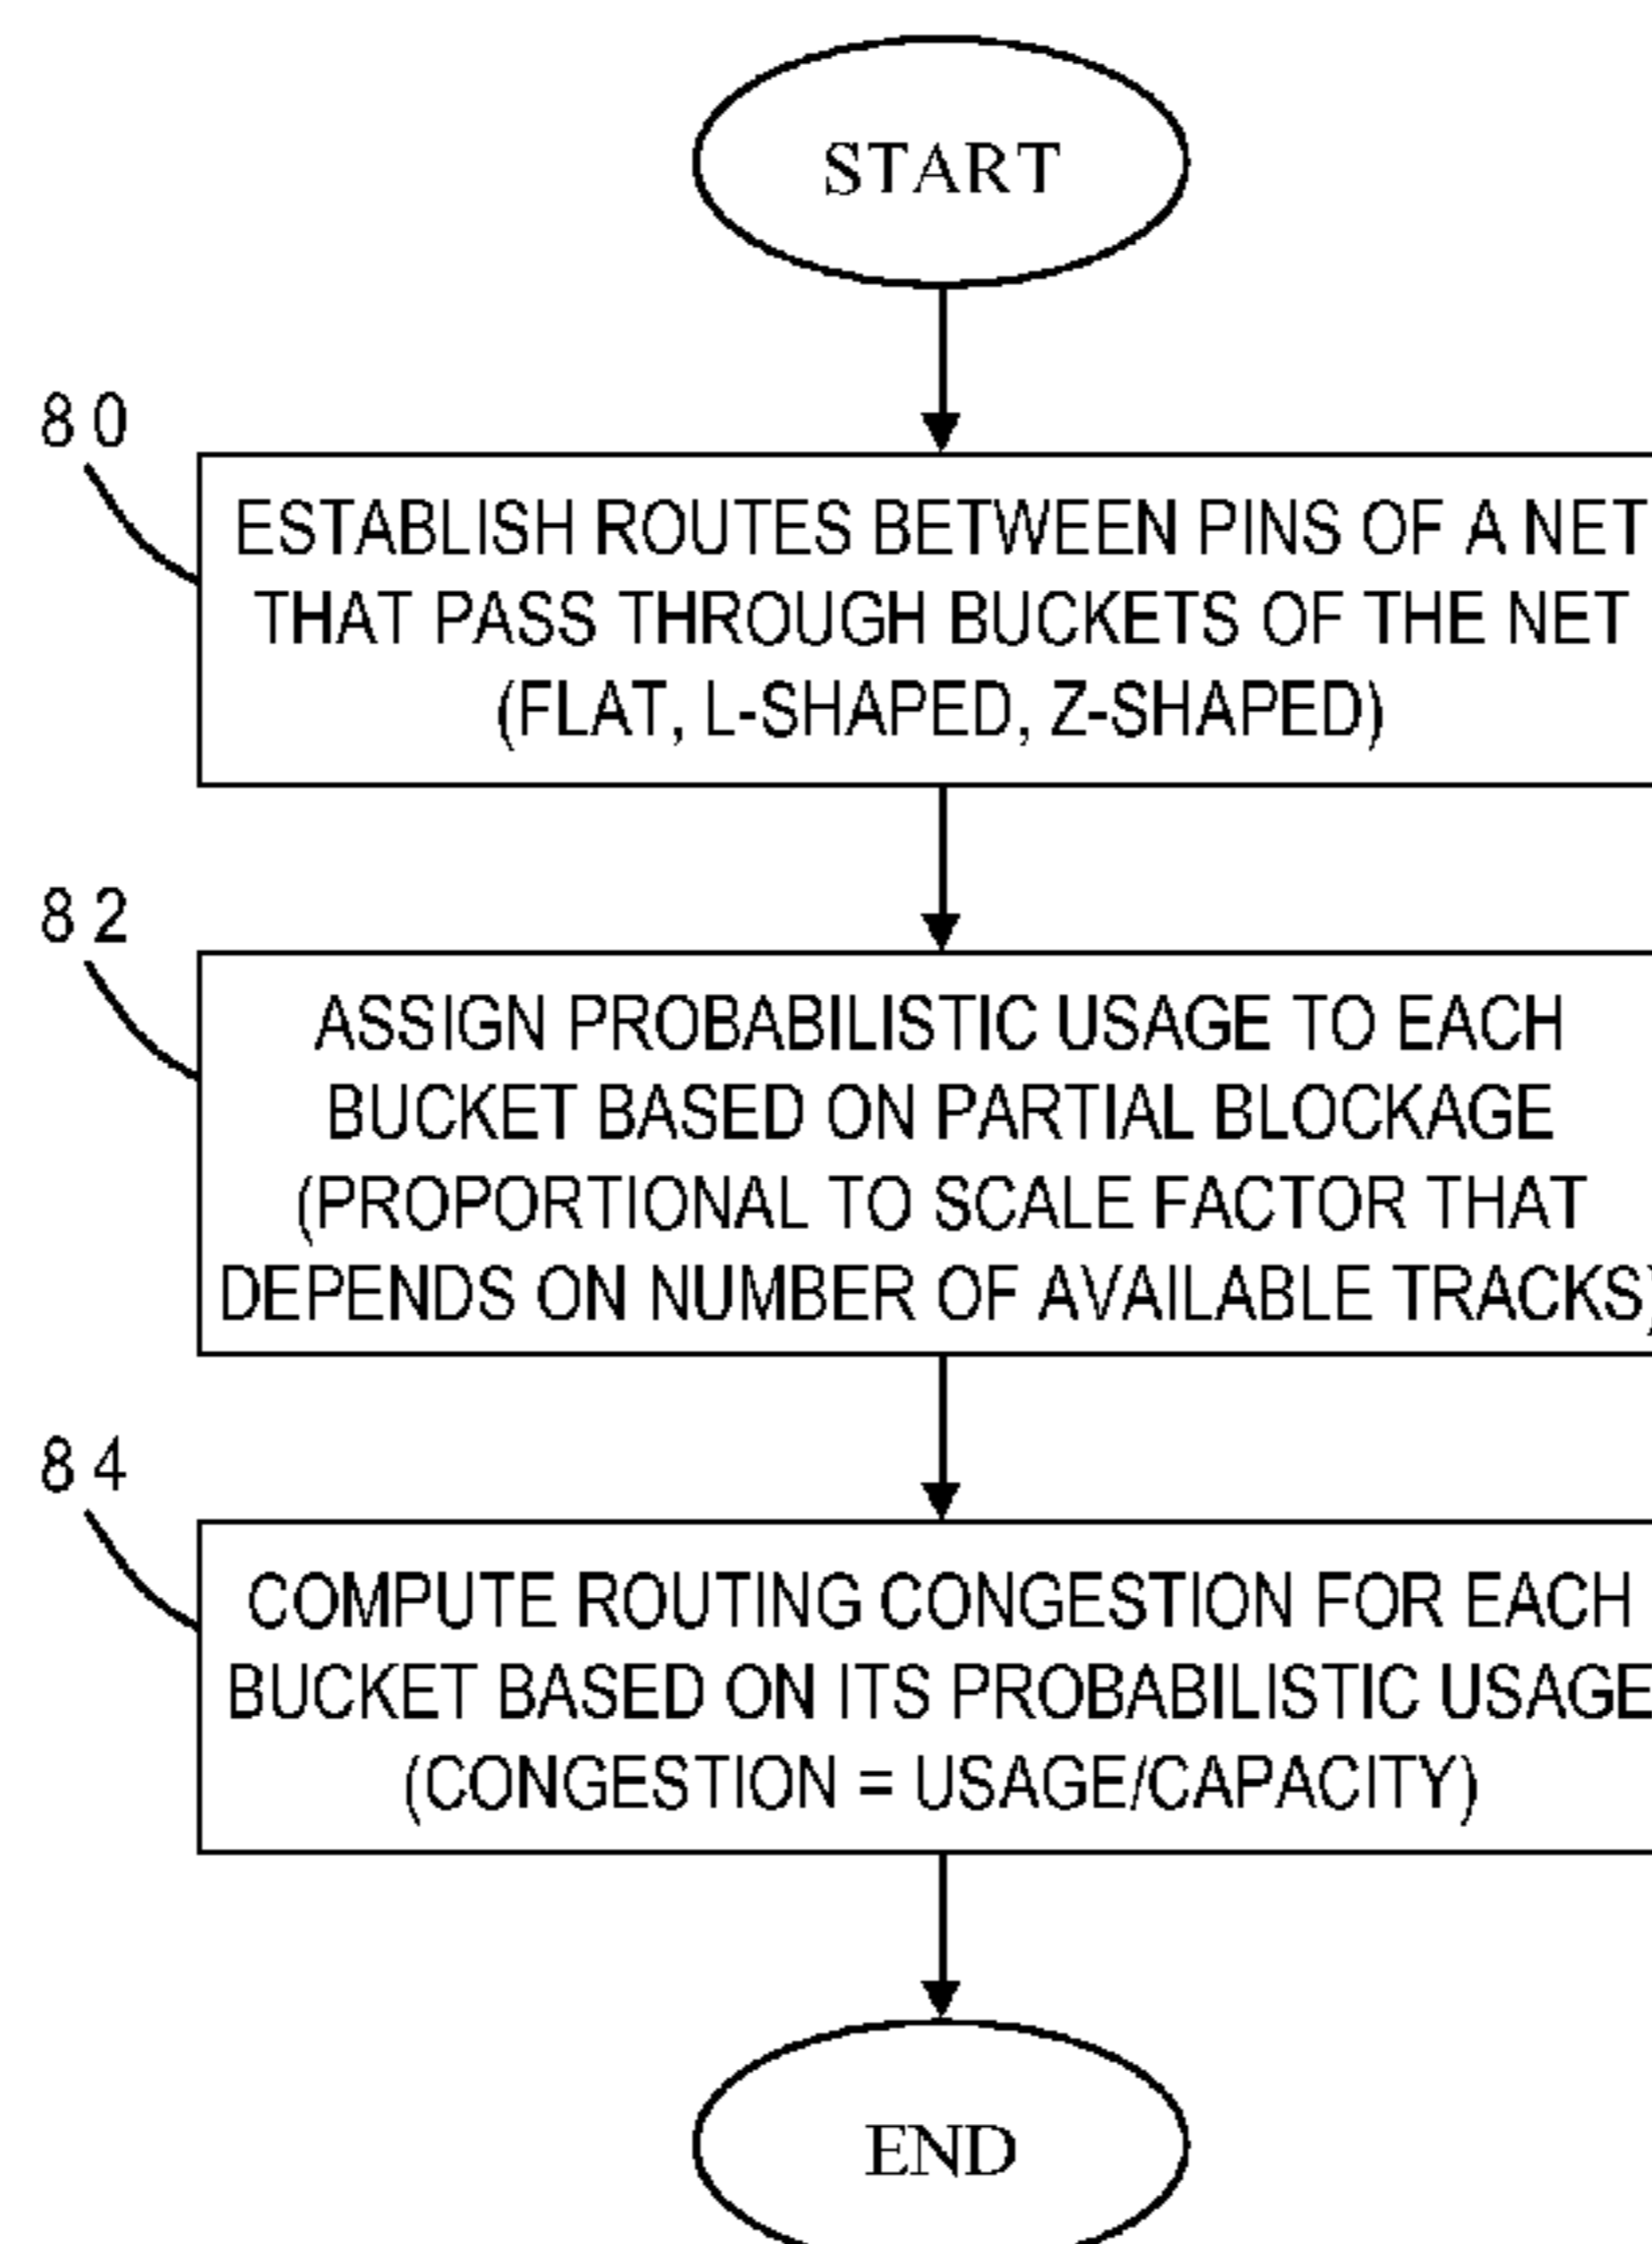 START
80
ESTABLISH ROUTES BETWEEN PINS OF A NET
THAT PASS THROUGH BUCKETS OF THE NET
(FLAT, L-SHAPED, Z-SHAPED)
82
ASSIGN PROBABILISTIC USAGE TO EACH
BUCKET BASED ON PARTIAL BLOCKAGE
(PROPORTIONAL TO SCALE FACTOR THAT
DEPENDS ON NUMBER OF AVAILABLE TRACKS)
84
COMPUTE ROUTING CONGESTION FOR EACH
BUCKET BASED ON ITS PROBABILISTIC USAGE
(CONGESTION = USAGE/CAPACITY)
END